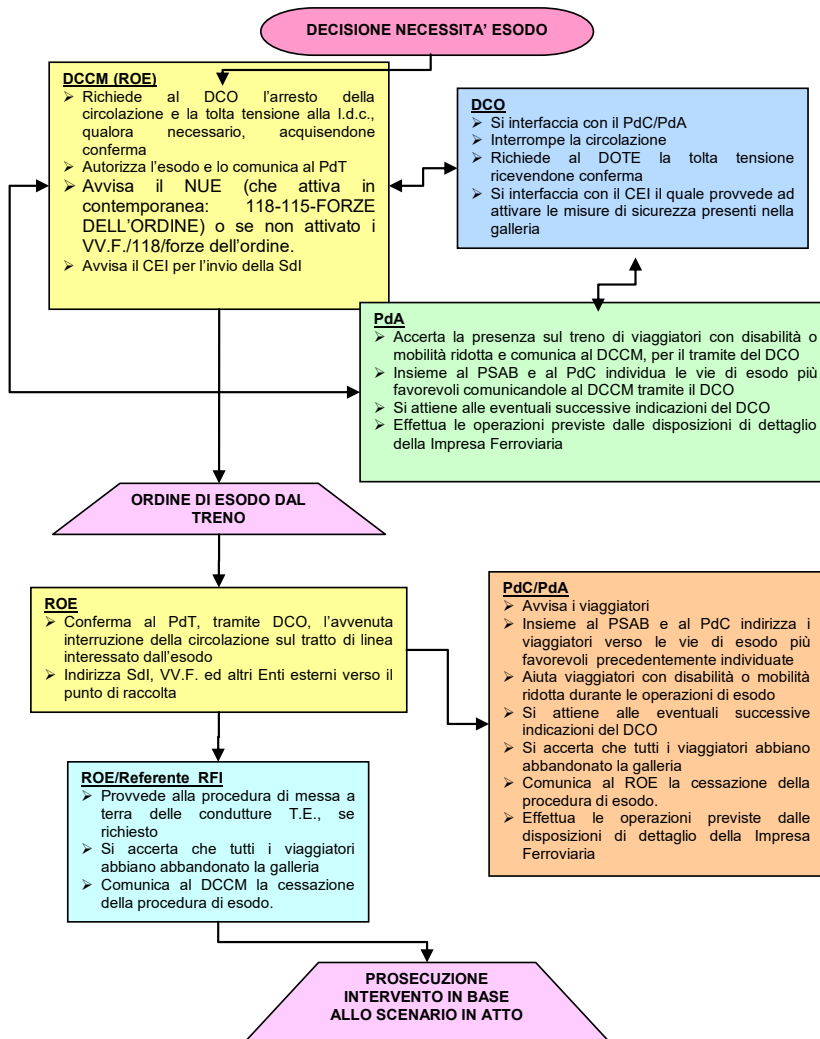 DECISIONE NECESSITA' ESODO
DCCM (ROE)
➢ Richiede al DCO l'arresto della
circolazione e la tolta tensione alla l.d.c.,
qualora necessario, acquisendone
conferma
➢ Autorizza l'esodo e lo comunica al PdT
➢ Avvisa il NUE (che attiva in
contemporanea: 118-115-FORZE
DELL'ORDINE) o se non attivato i
VV.F./118/forze dell'ordine.
➢ Avvisa il CEI per l'invio della SdI
DCO
➢ Si interfaccia con il PdC/PdA
➢ Interrompe la circolazione
➢ Richiede al DOTE la tolta tensione
ricevendone conferma
➢ Si interfaccia con il CEI il quale provvede ad
attivare le misure di sicurezza presenti nella
galleria
PdA
➢ Accerta la presenza sul treno di viaggiatori con disabilità o
mobilità ridotta e comunica al DCCM, per il tramite del DCO
➢ Insieme al PSAB e al PdC individua le vie di esodo più
favorevoli comunicandole al DCCM tramite il DCO
➢ Si attiene alle eventuali successive indicazioni del DCO
➢ Effettua le operazioni previste dalle disposizioni di dettaglio
della Impresa Ferroviaria
ORDINE DI ESODO DAL
TRENO
ROE
➢ Conferma al PdT, tramite DCO, l'avvenuta
interruzione della circolazione sul tratto di linea
interessato dall'esodo
➢ Indirizza SdI, VV.F. ed altri Enti esterni verso il
punto di raccolta
PdC/PdA
➢ Avvisa i viaggiatori
➢ Insieme al PSAB e al PdC indirizza i
viaggiatori verso le vie di esodo più
favorevoli precedentemente individuate
➢ Aiuta viaggiatori con disabilità o mobilità
ridotta durante le operazioni di esodo
➢ Si attiene alle eventuali successive
indicazioni del DCO
➢ Si accerta che tutti i viaggiatori abbiano
abbandonato la galleria
➢ Comunica al ROE la cessazione della
procedura di esodo.
➢ Effettua le operazioni previste dalle
disposizioni di dettaglio della Impresa
Ferroviaria
ROE/Referente RFI
➢ Provvede alla procedura di messa a
terra delle condutture T.E., se
richiesto
➢ Si accerta che tutti i viaggiatori
abbiano abbandonato la galleria
➢ Comunica al DCCM la cessazione
della procedura di esodo.
PROSECUZIONE
INTERVENTO IN BASE
ALLO SCENARIO IN ATTO